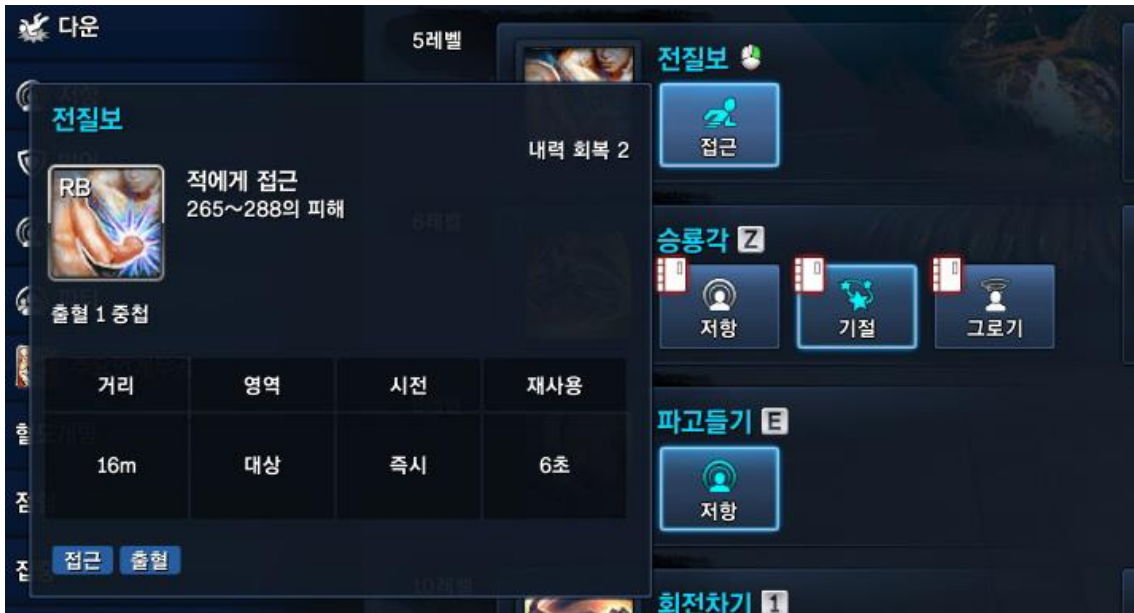 다운
5레벨
전질보
접근
전질보
내력 회복 2
RB
적에게 접근
265~288의 피해
출혈 1 중첩
거리 영역 시전 재사용
16m 대상 즉시 6초
접근 출혈
승룡각 Z
저항 기절 그로기
파고들기 E
저항
회전차기 1
10레벨